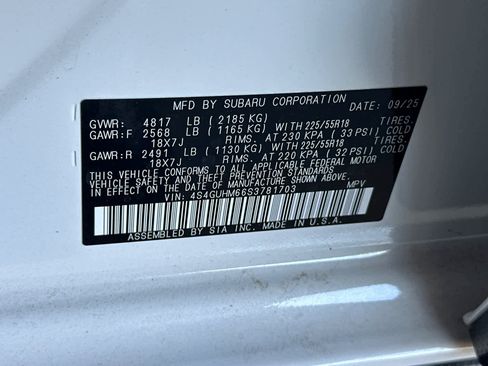 MFD BY SUBARU CORPORATION DATE: 09/25
GVWR: 4817 LB (2185 KG)
GAWR:F 2568 LB (1165 KG) WITH 225/55R18 TIRES.
18X7J RIMS. AT 230 KPA (33 PSI) COLD
GAWR:R 2491 LB (1130 KG) WITH 225/55R18 TIRES.
18X7J RIMS. AT 220 KPA (32 PSI) COLD
THIS VEHICLE CONFORMS TO ALL APPLICABLE FEDERAL MOTOR
VEHICLE SAFETY AND THEFT PREVENTION STANDARDS
IN EFFECT ON THE DATE OF MANUFACTURE SHOWN ABOVE.
VIN: 4S4GUHM66S3781703 MPV
ASSEMBLED BY SIA INC. MADE IN U.S.A.